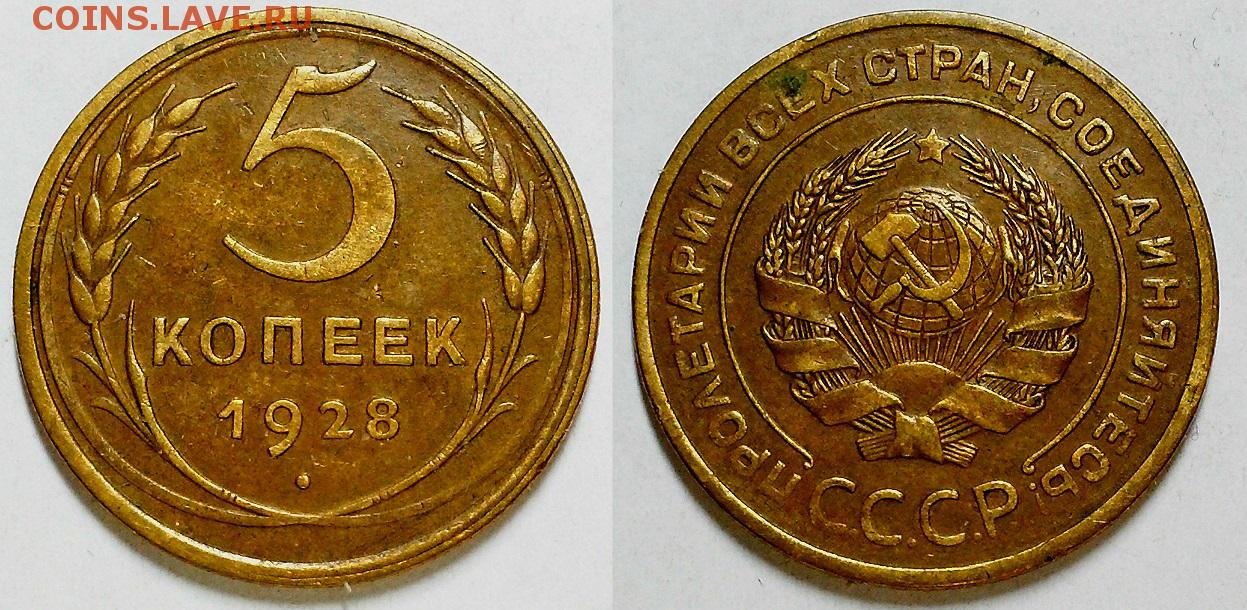 COINS.LAVE.RU
5
КОПЕЕК
1928
ПРОЛЕТАРИИ ВСЕХ СТРАН, СОЕДИНЯЙТЕСЬ!
С.С.С.Р.